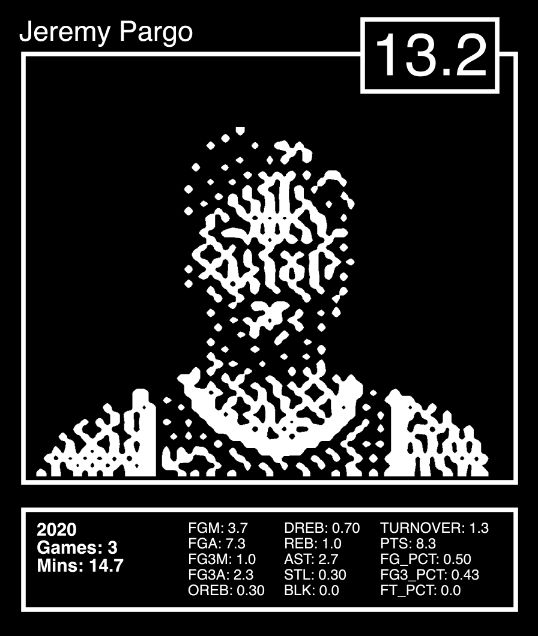 Jeremy Pargo
13.2
2020
Games: 3
Mins: 14.7
FGM: 3.7
FGA: 7.3
FG3M: 1.0
FG3A: 2.3
OREB: 0.30
DREB: 0.70
REB: 1.0
AST: 2.7
STL: 0.30
BLK: 0.0
TURNOVER: 1.3
PTS: 8.3
FG_PCT: 0.50
FG3_PCT: 0.43
FT_PCT: 0.0